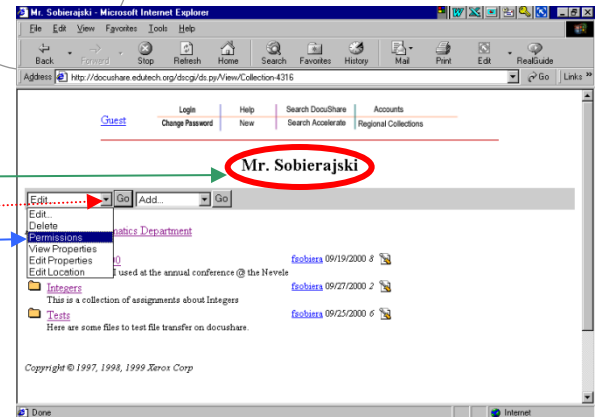 Mr. Sobierajski - Microsoft Internet Explorer
File Edit View Favorites Tools Help
Back Forward Stop Refresh Home Search Favorites History Mail Print Edit RealGuide
Address http://docushare.edutech.org/dscgi/ds.py/View/Collection-4316 Go Links »
Guest
Login Help Search DocuShare Accounts
Change Password New Search Accelerate Regional Collections
Mr. Sobierajski
Edit... Go Add... Go
Edit...
Delete
Permissions
View Properties
Edit Properties
Edit Location
matics Department
00 fsobiera 09/19/2000 8
I used at the annual conference @ the Nevele
Integers fsobiera 09/27/2000 2
This is a collection of assignments about Integers
Tests fsobiera 09/25/2000 6
Here are some files to test file transfer on docushare.
Copyright © 1997, 1998, 1999 Xerox Corp
Done Internet